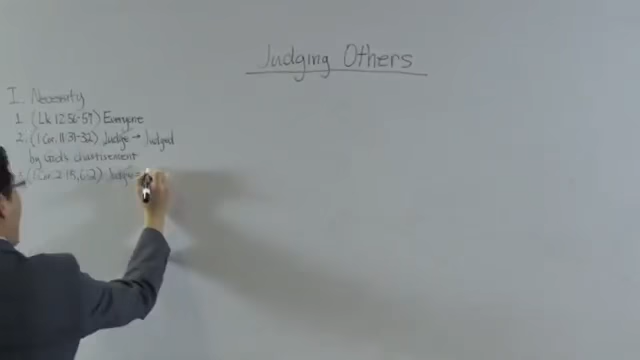 Judging Others
I. Necessity
1. (Lk 12:56-57) Everyone
2. (1 Cor. 11:31-32) Judge → Judged
by God's chastisement
(1 Cor. 2:15, 6:2) Judge =